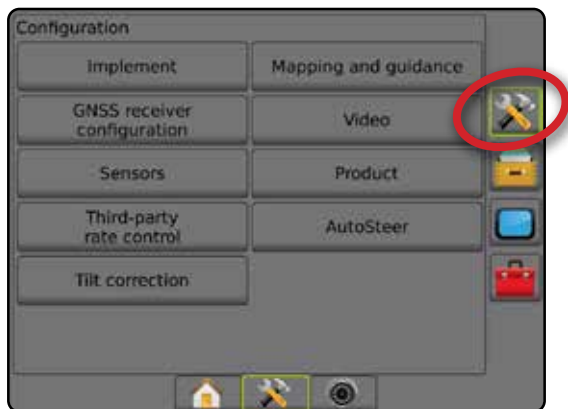 Configuration
Implement
Mapping and guidance
GNSS receiver
configuration
Video
Sensors
Product
Third-party
rate control
AutoSteer
Tilt correction